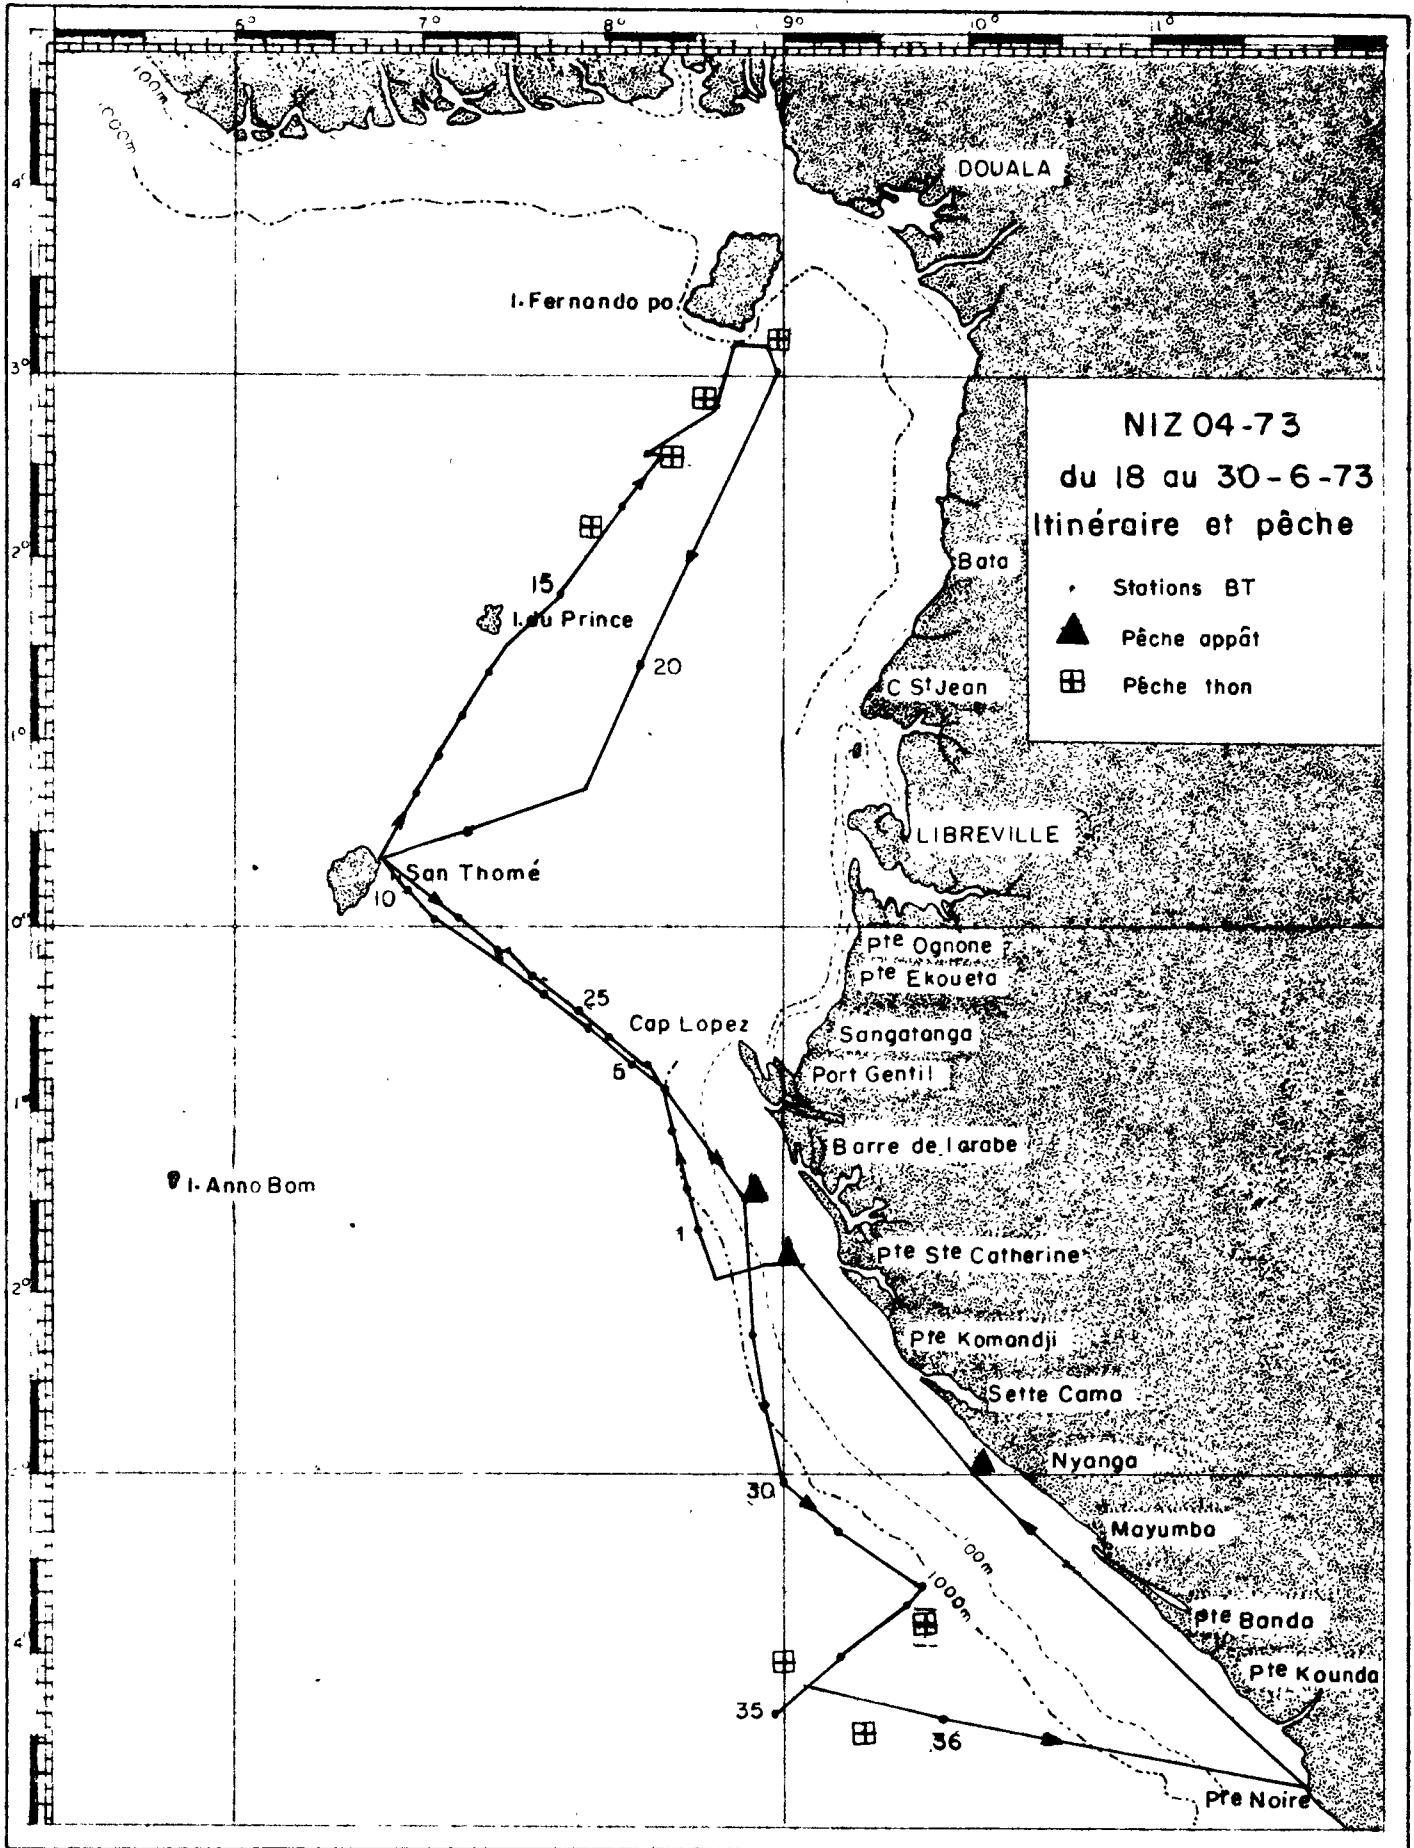 6° 7° 8° 9° 10° 11°
100m
1000m
4°
DOUALA
I. Fernando po
3°
NIZ 04-73
du 18 au 30-6-73
Itinéraire et pêche
Stations BT
Pêche appât
Pêche thon
2°
Bata
15
I. du Prince
20
C St Jean
1°
LIBREVILLE
San Thomé
10
0°
Pte Ognone
Pte Ekoueta
25
Cap Lopez
Sangatanga
5
Port Gentil
1°
Barre de Iarabe
I. Anno Bom
1
Pte Ste Catherine
2°
Pte Komandji
Sette Cama
Nyanga
30
Mayumba
00m
1000m
Pte Banda
4°
Pte Kounda
35
36
Pte Noire